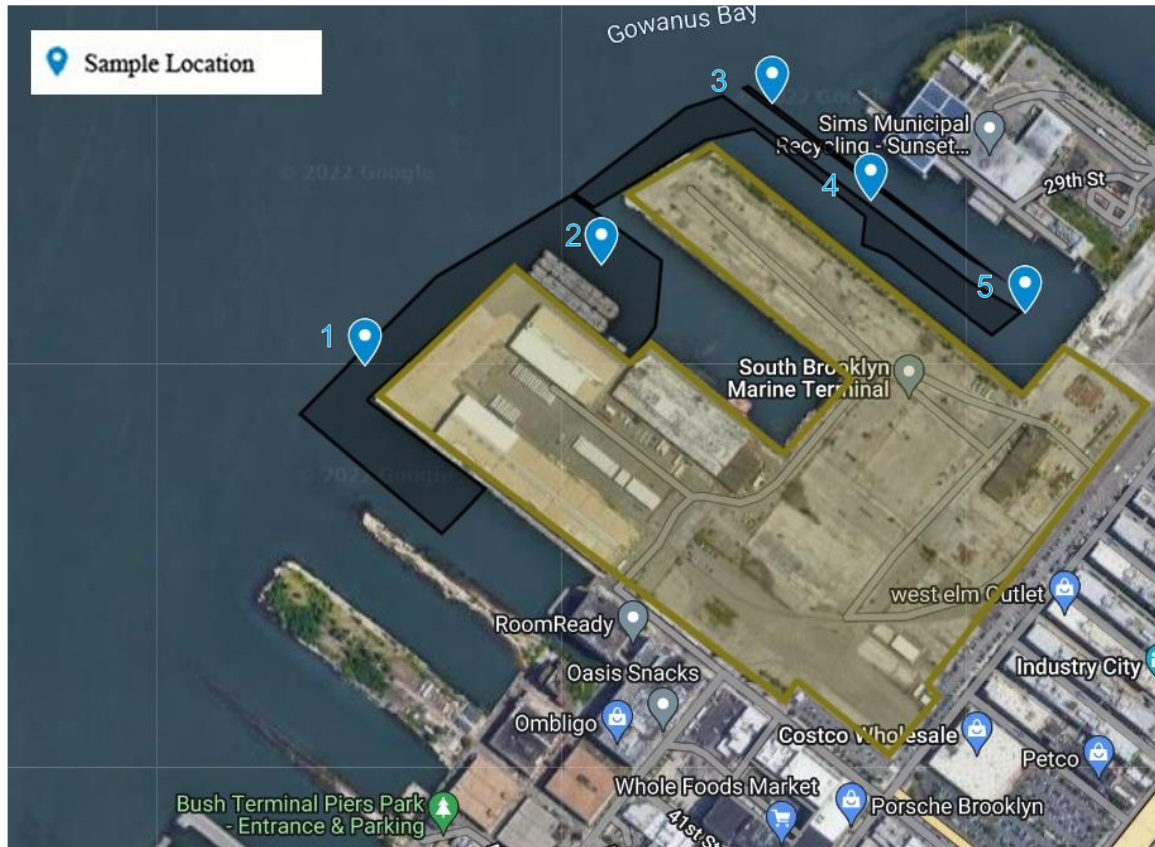 Gowanus Bay
Sample Location
3
2022 Google
Sims Municipal
Recycling - Sunset...
29th St
© 2022 Google
4
2
5
1
South Brooklyn
Marine Terminal
© 2022 Google
west elm Outlet
RoomReady
Industry City
Oasis Snacks
Ombligo
Costco Wholesale
Petco
Whole Foods Market
Bush Terminal Piers Park
- Entrance & Parking
Porsche Brooklyn
41st St